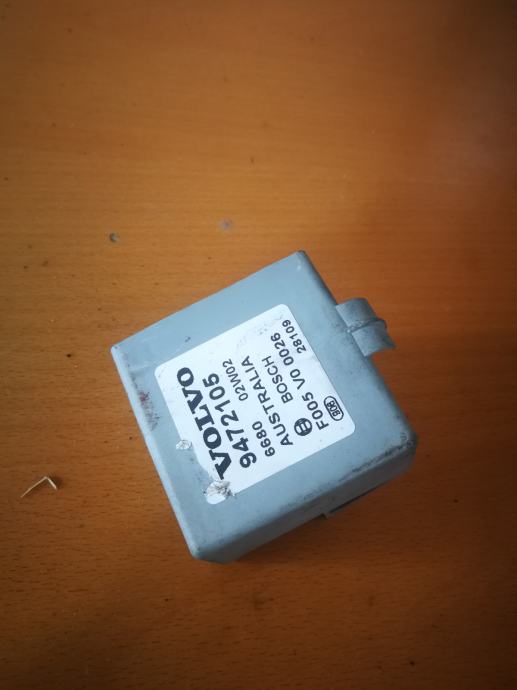 VOLVO
9472105
6680 02W02
AUSTRALIA
BOSCH
F005 V0 0026
28109